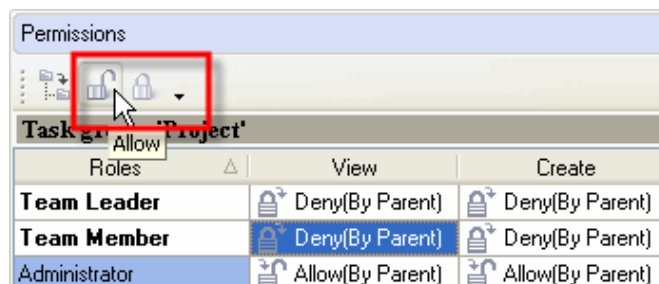 Permissions
Task 'Project'
Allow
Roles View Create
Team Leader Deny(By Parent) Deny(By Parent)
Team Member Deny(By Parent) Deny(By Parent)
Administrator Allow(By Parent) Allow(By Parent)